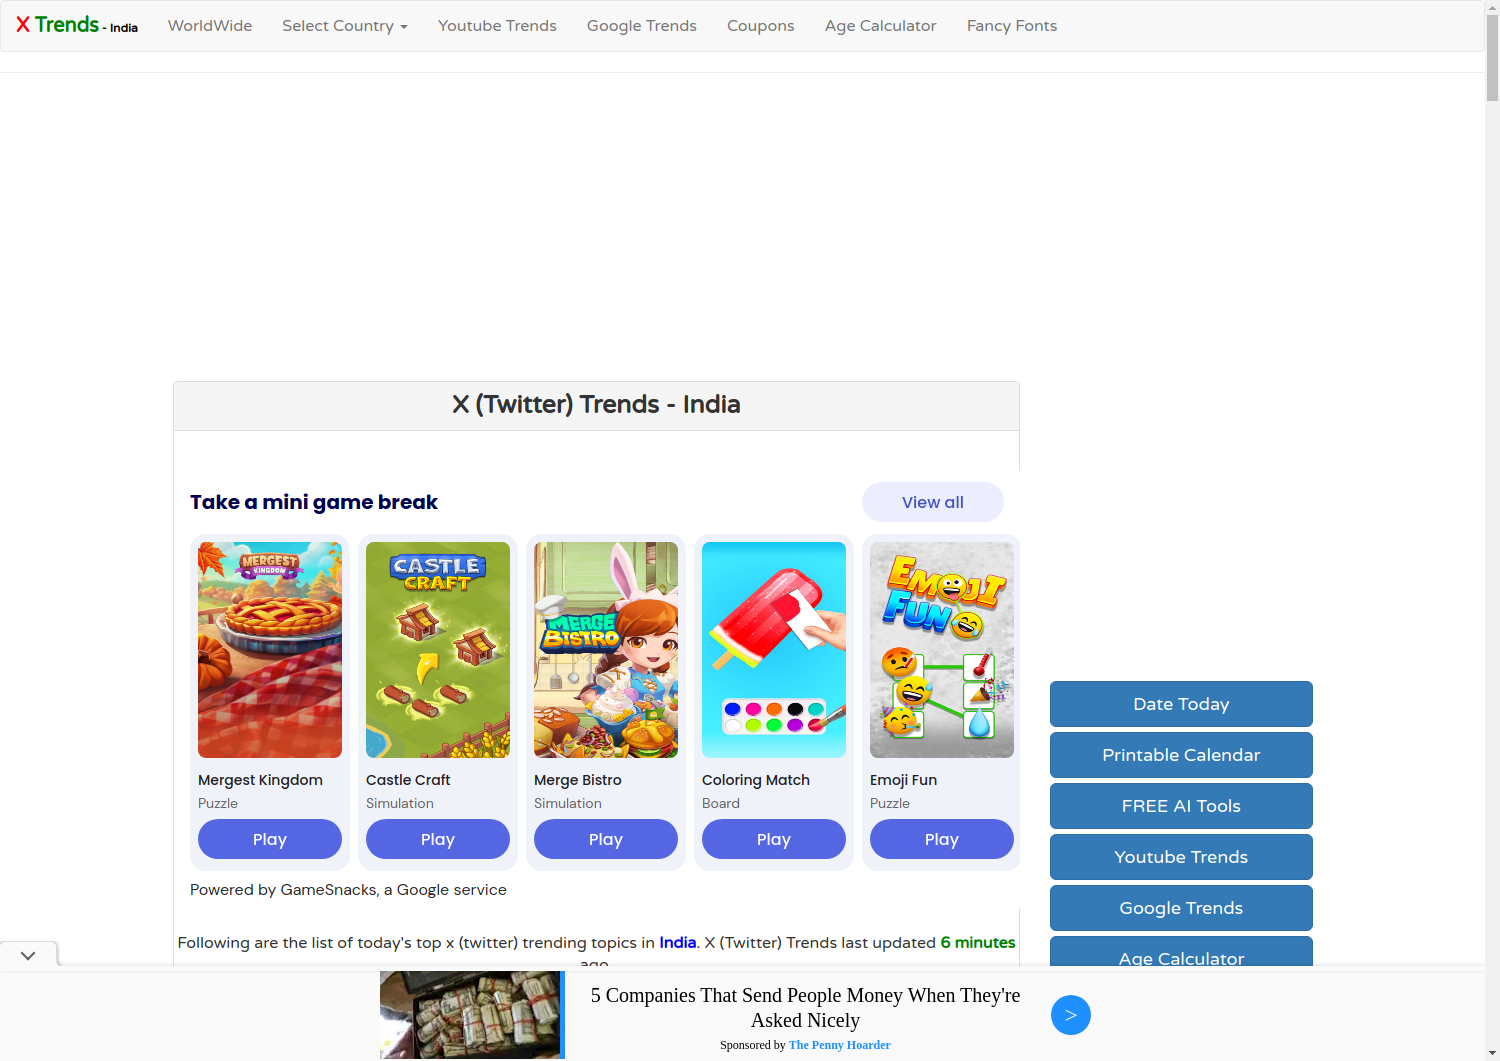 X Trends - India
WorldWide
Select Country
Youtube Trends
Google Trends
Coupons
Age Calculator
Fancy Fonts
X (Twitter) Trends - India
Take a mini game break
View all
MERGEST
KINGDOM
CASTLE
CRAFT
MERGE
BISTRO
EMOJI
FUN
Mergest Kingdom
Castle Craft
Merge Bistro
Coloring Match
Emoji Fun
Puzzle
Simulation
Simulation
Board
Puzzle
Play
Play
Play
Play
Play
Powered by GameSnacks, a Google service
Date Today
Printable Calendar
FREE AI Tools
Youtube Trends
Google Trends
Age Calculator
Following are the list of today's top x (twitter) trending topics in India. X (Twitter) Trends last updated 6 minutes
ago
5 Companies That Send People Money When They're
Asked Nicely
Sponsored by The Penny Hoarder